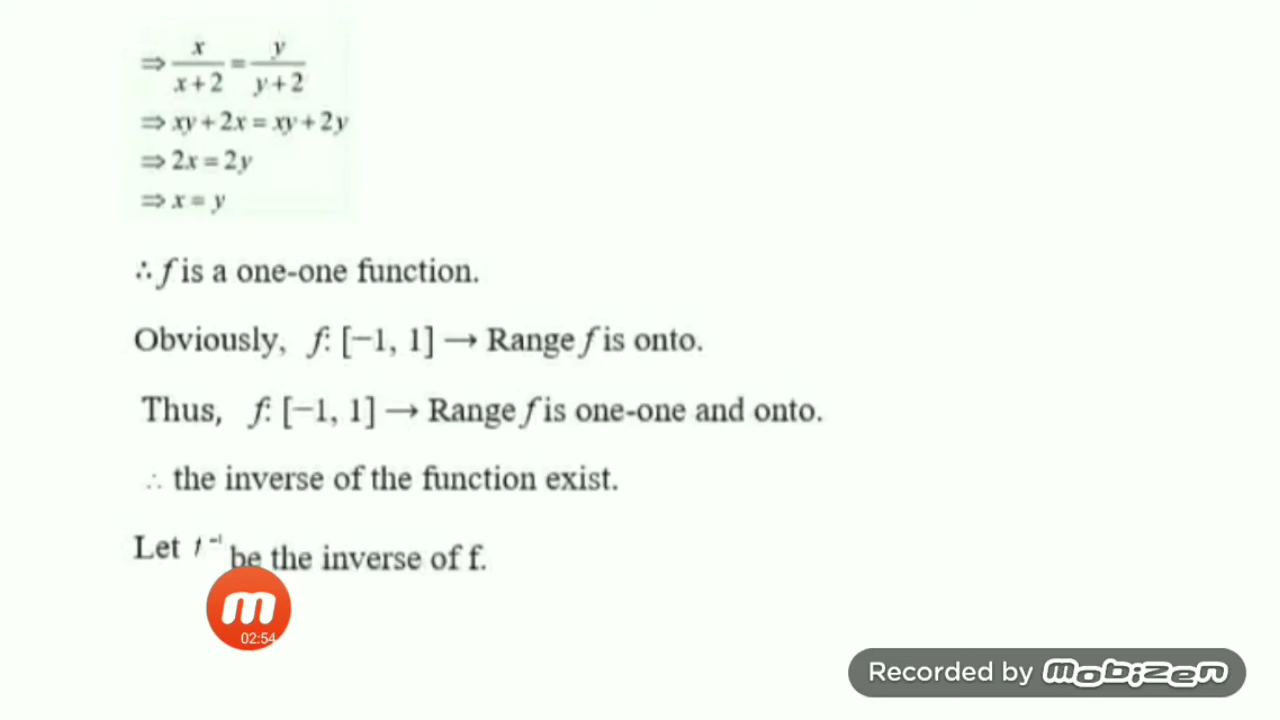 ⇒ x/(x+2) = y/(y+2)
⇒ xy + 2x = xy + 2y
⇒ 2x = 2y
⇒ x = y
∴ f is a one-one function.
Obviously, f: [−1, 1] → Range f is onto.
Thus, f: [−1, 1] → Range f is one-one and onto.
∴ the inverse of the function exist.
Let f⁻¹ be the inverse of f.
m
02:54
Recorded by mobizen